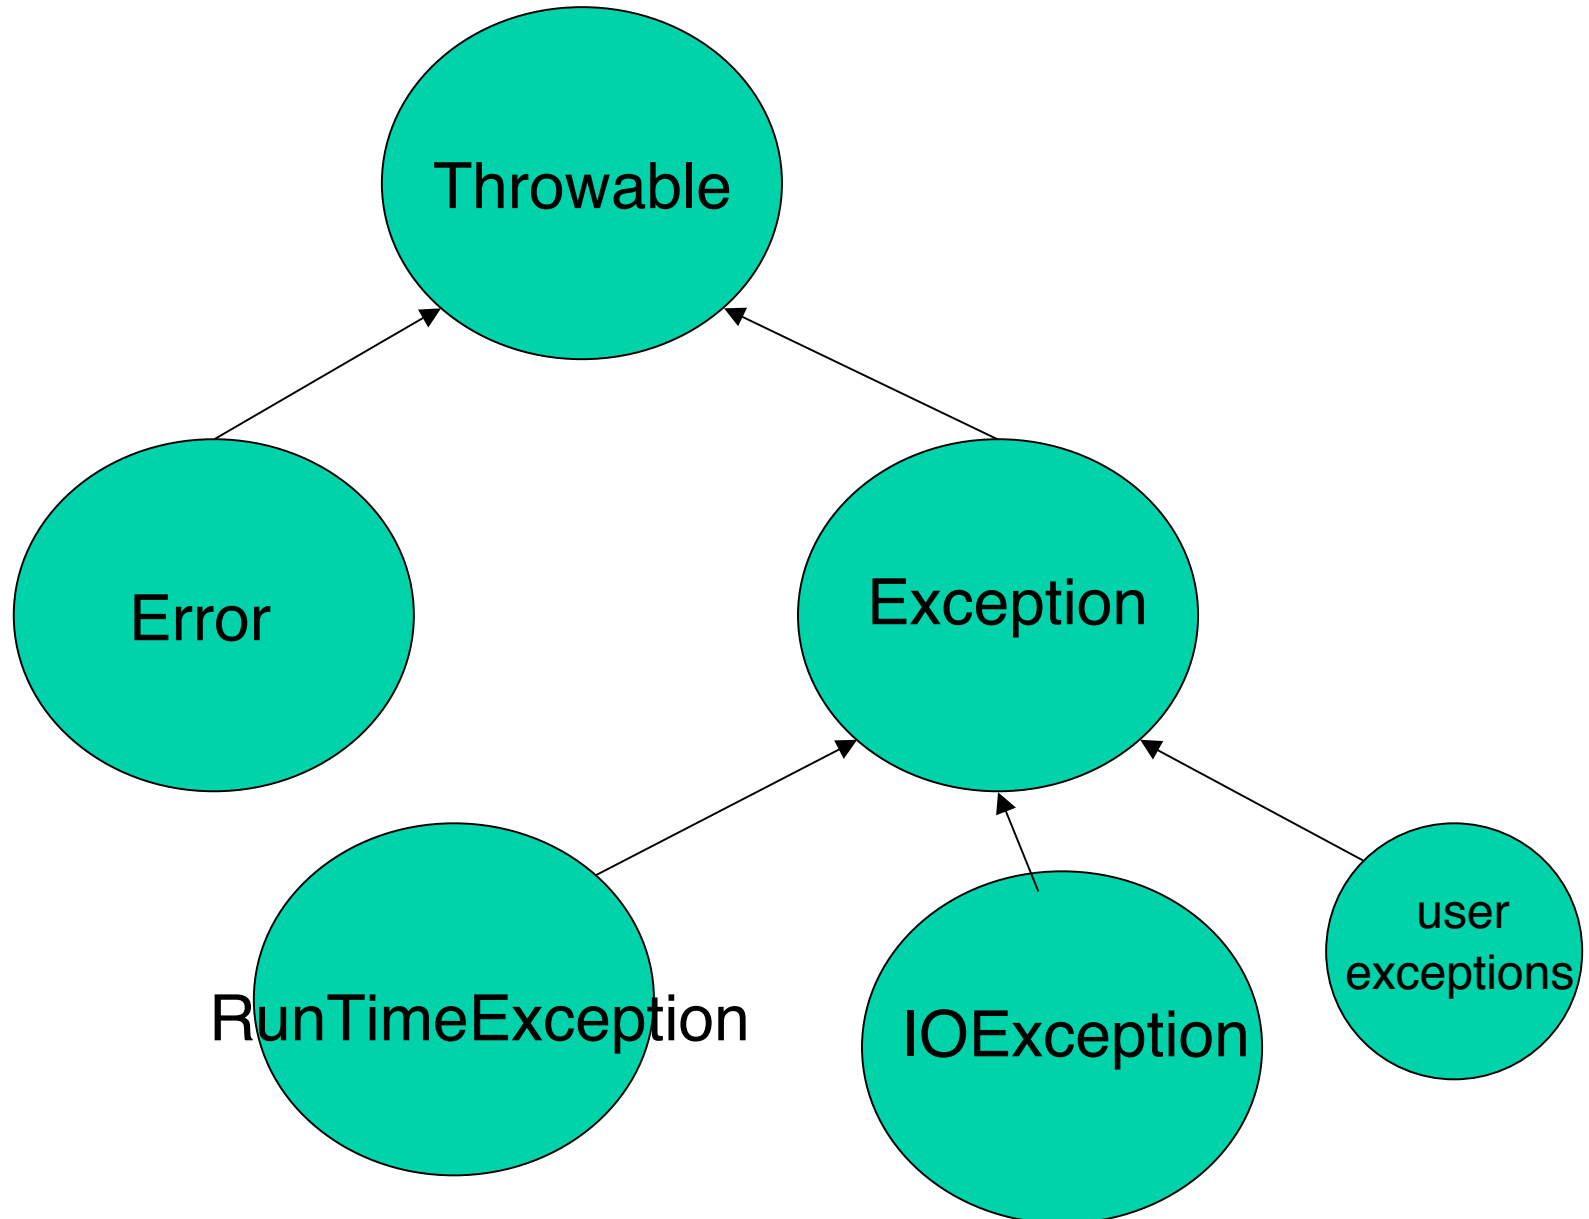 Throwable
Error
Exception
RunTimeException
IOException
user
exceptions